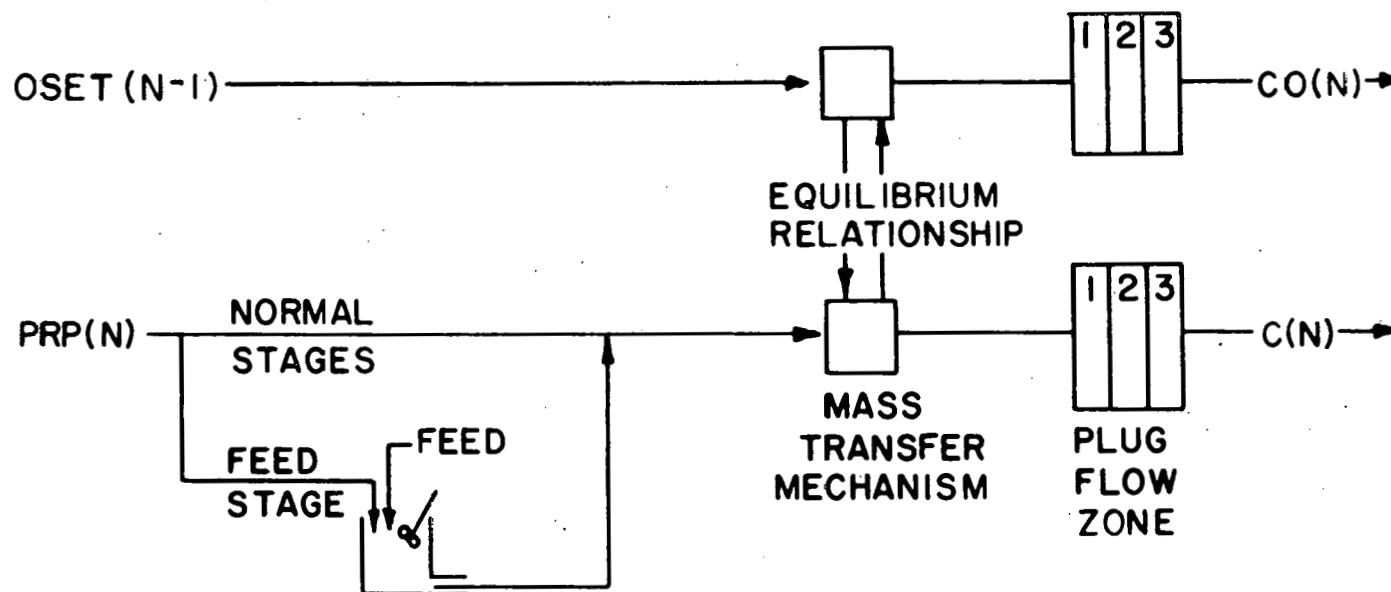 OSET (N-1)
1 2 3
CO(N)
EQUILIBRIUM
RELATIONSHIP
PRP(N)
NORMAL
STAGES
1 2 3
C(N)
MASS
TRANSFER
MECHANISM
PLUG
FLOW
ZONE
FEED
STAGE
FEED